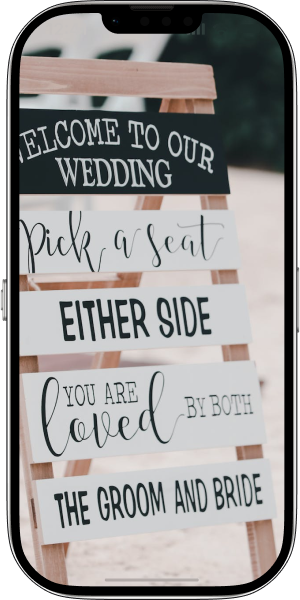 WELCOME TO OUR
WEDDING
Pick a seat
EITHER SIDE
YOU ARE
loved BY BOTH
THE GROOM AND BRIDE